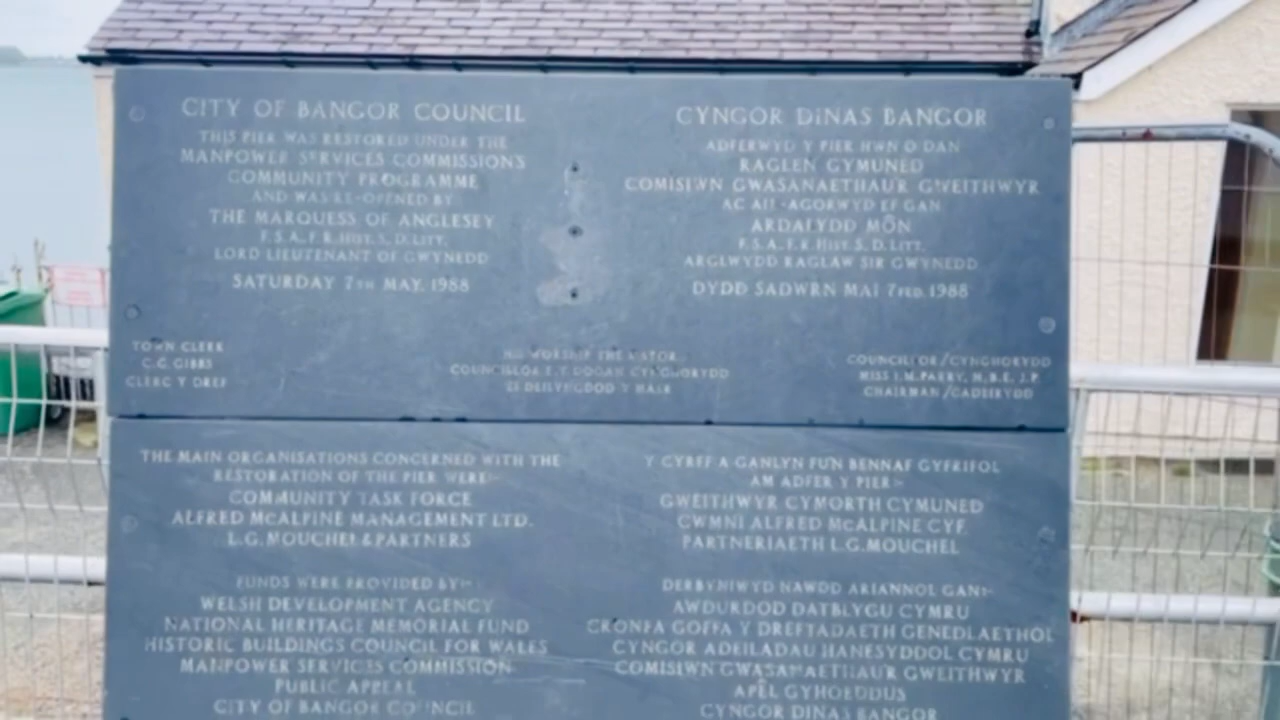 CITY OF BANGOR COUNCIL
THIS PIER WAS RESTORED UNDER THE
MANPOWER SERVICES COMMISSIONS
COMMUNITY PROGRAMME
AND WAS RE-OPENED BY
THE MARQUESS OF ANGLESEY
F.S.A., F.R. HIST. S., D. LITT.
LORD LIEUTENANT OF GWYNEDD
SATURDAY 7TH MAY, 1988
CYNGOR DINAS BANGOR
ADFERWYD Y PIER HWN O DAN
RAGLEN GYMUNED
COMISIWN GWASANAETHAU'R GWEITHWYR
AC AIL-AGORWYD EF GAN
ARDALYDD MÔN
F.S.A., F.R. HIST. S., D. LITT.
ARGLWYDD RAGLAW SIR GWYNEDD
DYDD SADWRN MAI 7FED, 1988
TOWN CLERK
C.G. GIBBS
CLERC Y DREF
HIS WORSHIP THE MAYOR
COUNCILLOR CYNGHORYDD
Y MAER
COUNCILLOR/CYNGHORYDD
MISS I.M. PARRY, M.B.E. J.P.
CHAIRMAN/CADEIRYDD
THE MAIN ORGANISATIONS CONCERNED WITH THE
RESTORATION OF THE PIER WERE:-
COMMUNITY TASK FORCE
ALFRED McALPINE MANAGEMENT LTD.
L.G. MOUCHEL & PARTNERS
FUNDS WERE PROVIDED BY:-
WELSH DEVELOPMENT AGENCY
NATIONAL HERITAGE MEMORIAL FUND
HISTORIC BUILDINGS COUNCIL FOR WALES
MANPOWER SERVICES COMMISSION
PUBLIC APPEAL
CITY OF BANGOR COUNCIL
Y CYRFF A GANLYN FU'N BENNAF GYFRIFOL
AM ADFER Y PIER:-
GWEITHWYR CYMORTH CYMUNED
CWMNI ALFRED McALPINE CYF.
PARTNERIAETH L.G. MOUCHEL
DERBYNIWYD NAWDD ARIANNOL GAN:-
AWDURDOD DATBLYGU CYMRU
CRONFA GOFFA Y DREFTADAETH GENEDLAETHOL
CYNGOR ADEILADAU HANESYDDOL CYMRU
COMISIWN GWASANAETHAU'R GWEITHWYR
APÊL GYHOEDDUS
CYNGOR DINAS BANGOR